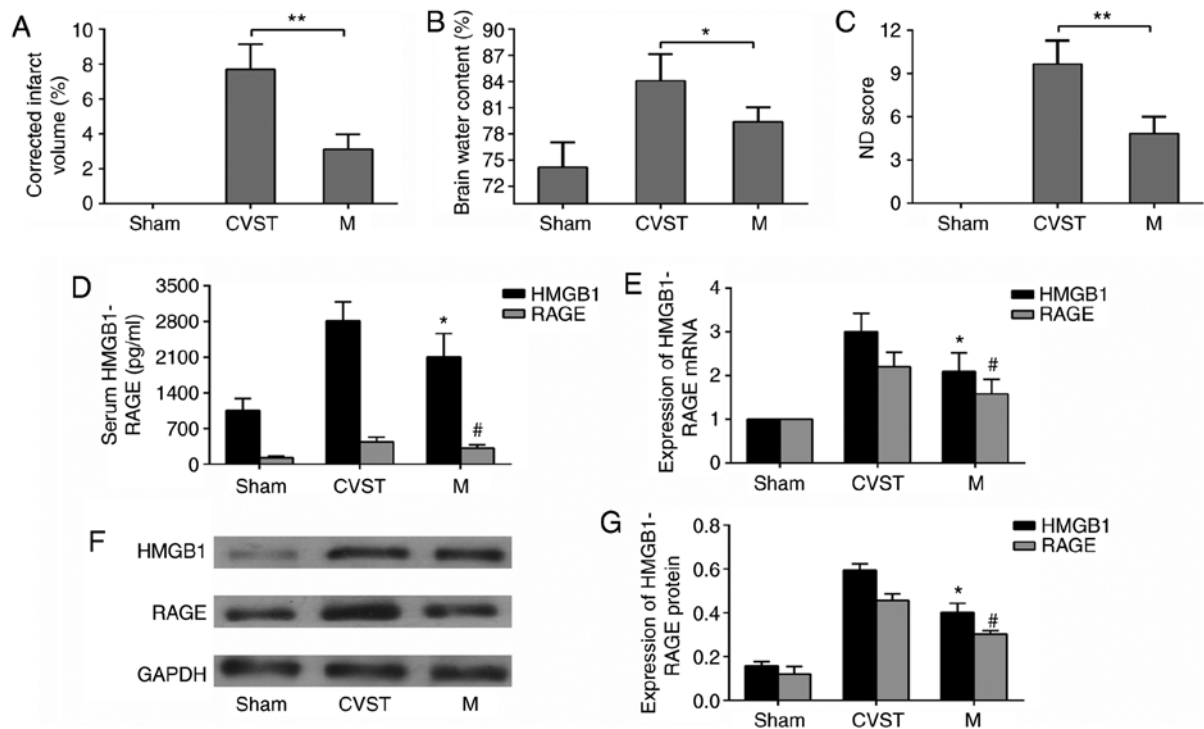 A
Corrected infarct
volume (%)
10
8
6
4
2
0
**
Sham CVST M
B
Brain water content (%)
90
87
84
81
78
75
72
*
Sham CVST M
C
ND score
15
12
9
6
3
0
**
Sham CVST M
D
Serum HMGB1-
RAGE (pg/ml)
3500
2800
2100
1400
700
0
HMGB1
RAGE
*
#
Sham CVST M
E
Expression of HMGB1-
RAGE mRNA
4
3
2
1
0
HMGB1
RAGE
*
#
Sham CVST M
F
HMGB1
RAGE
GAPDH
Sham CVST M
G
Expression of HMGB1-
RAGE protein
0.8
0.6
0.4
0.2
0.0
HMGB1
RAGE
*
#
Sham CVST M